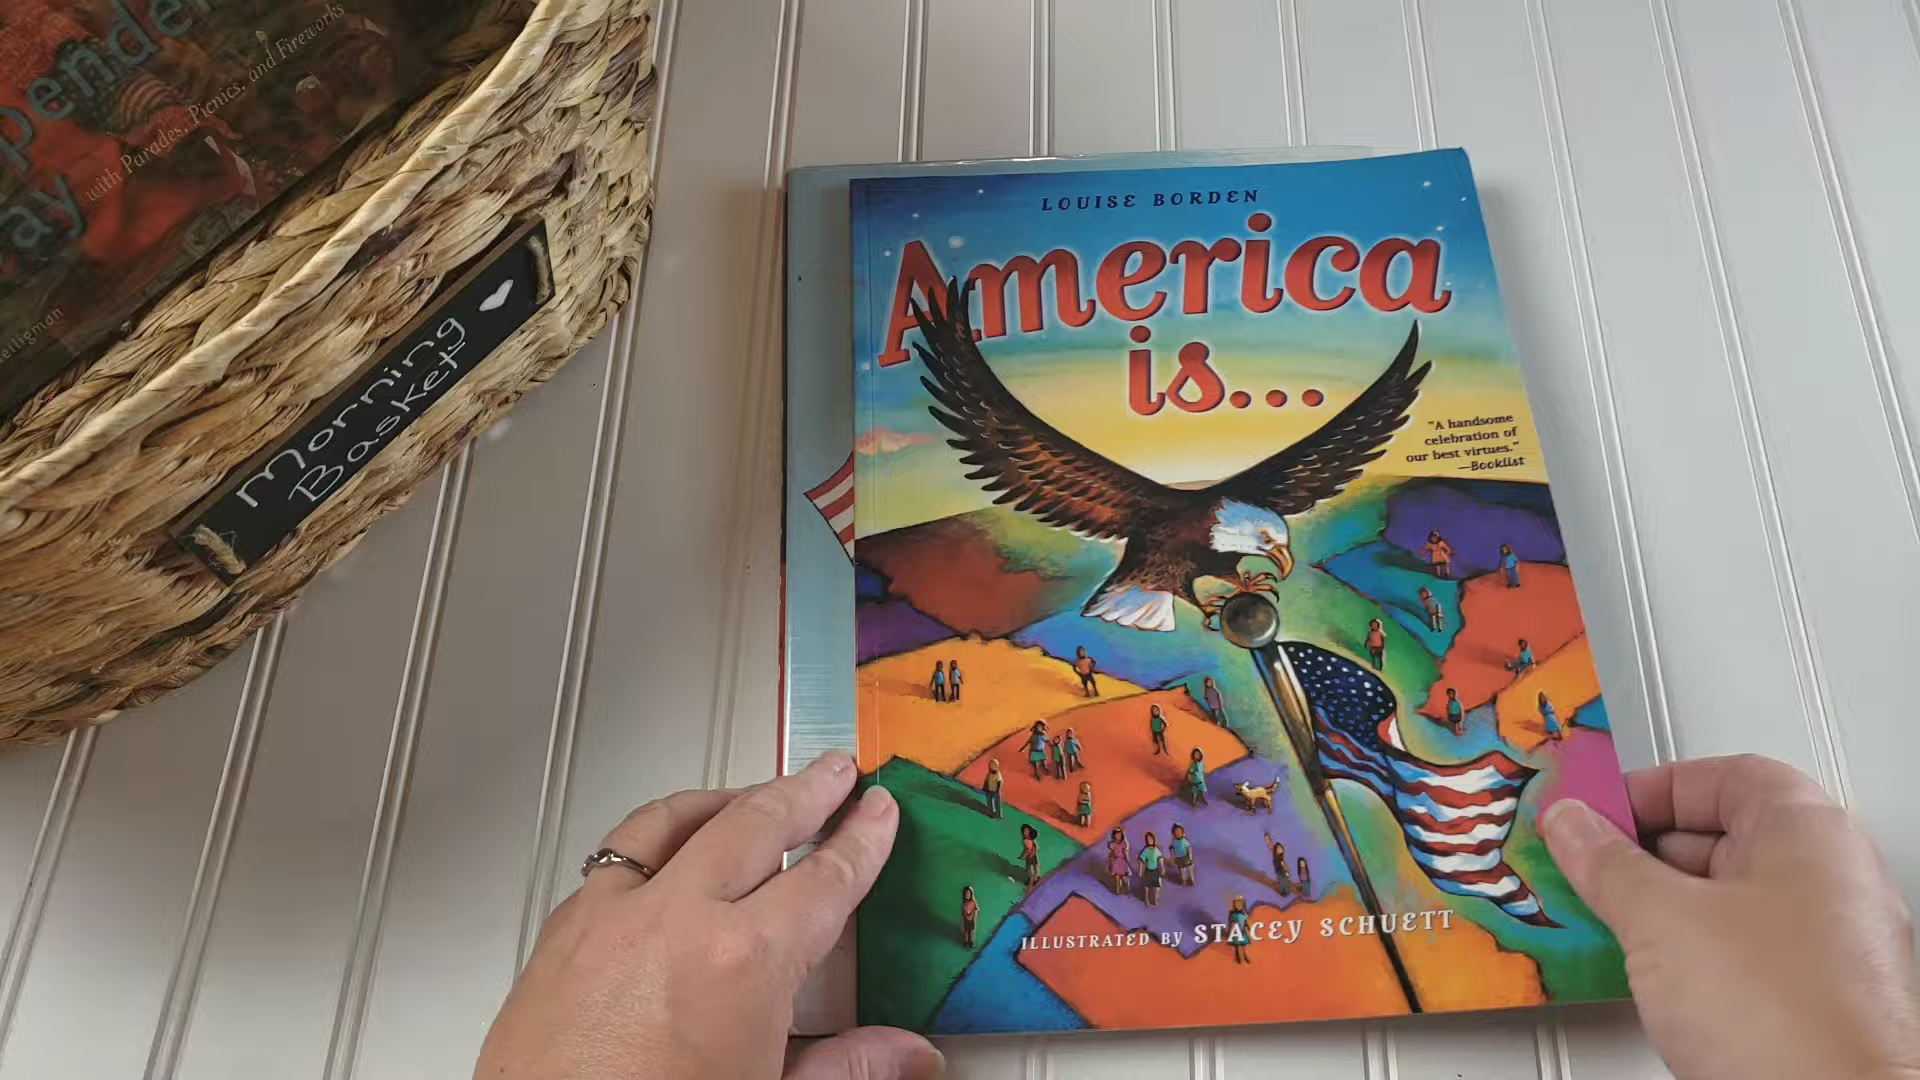 with Parades, Picnics, and Fireworks
Morning
Basket
LOUISE BORDEN
America
is...
"A handsome
celebration of
our best virtues."
—Booklist
ILLUSTRATED BY STACEY SCHUETT